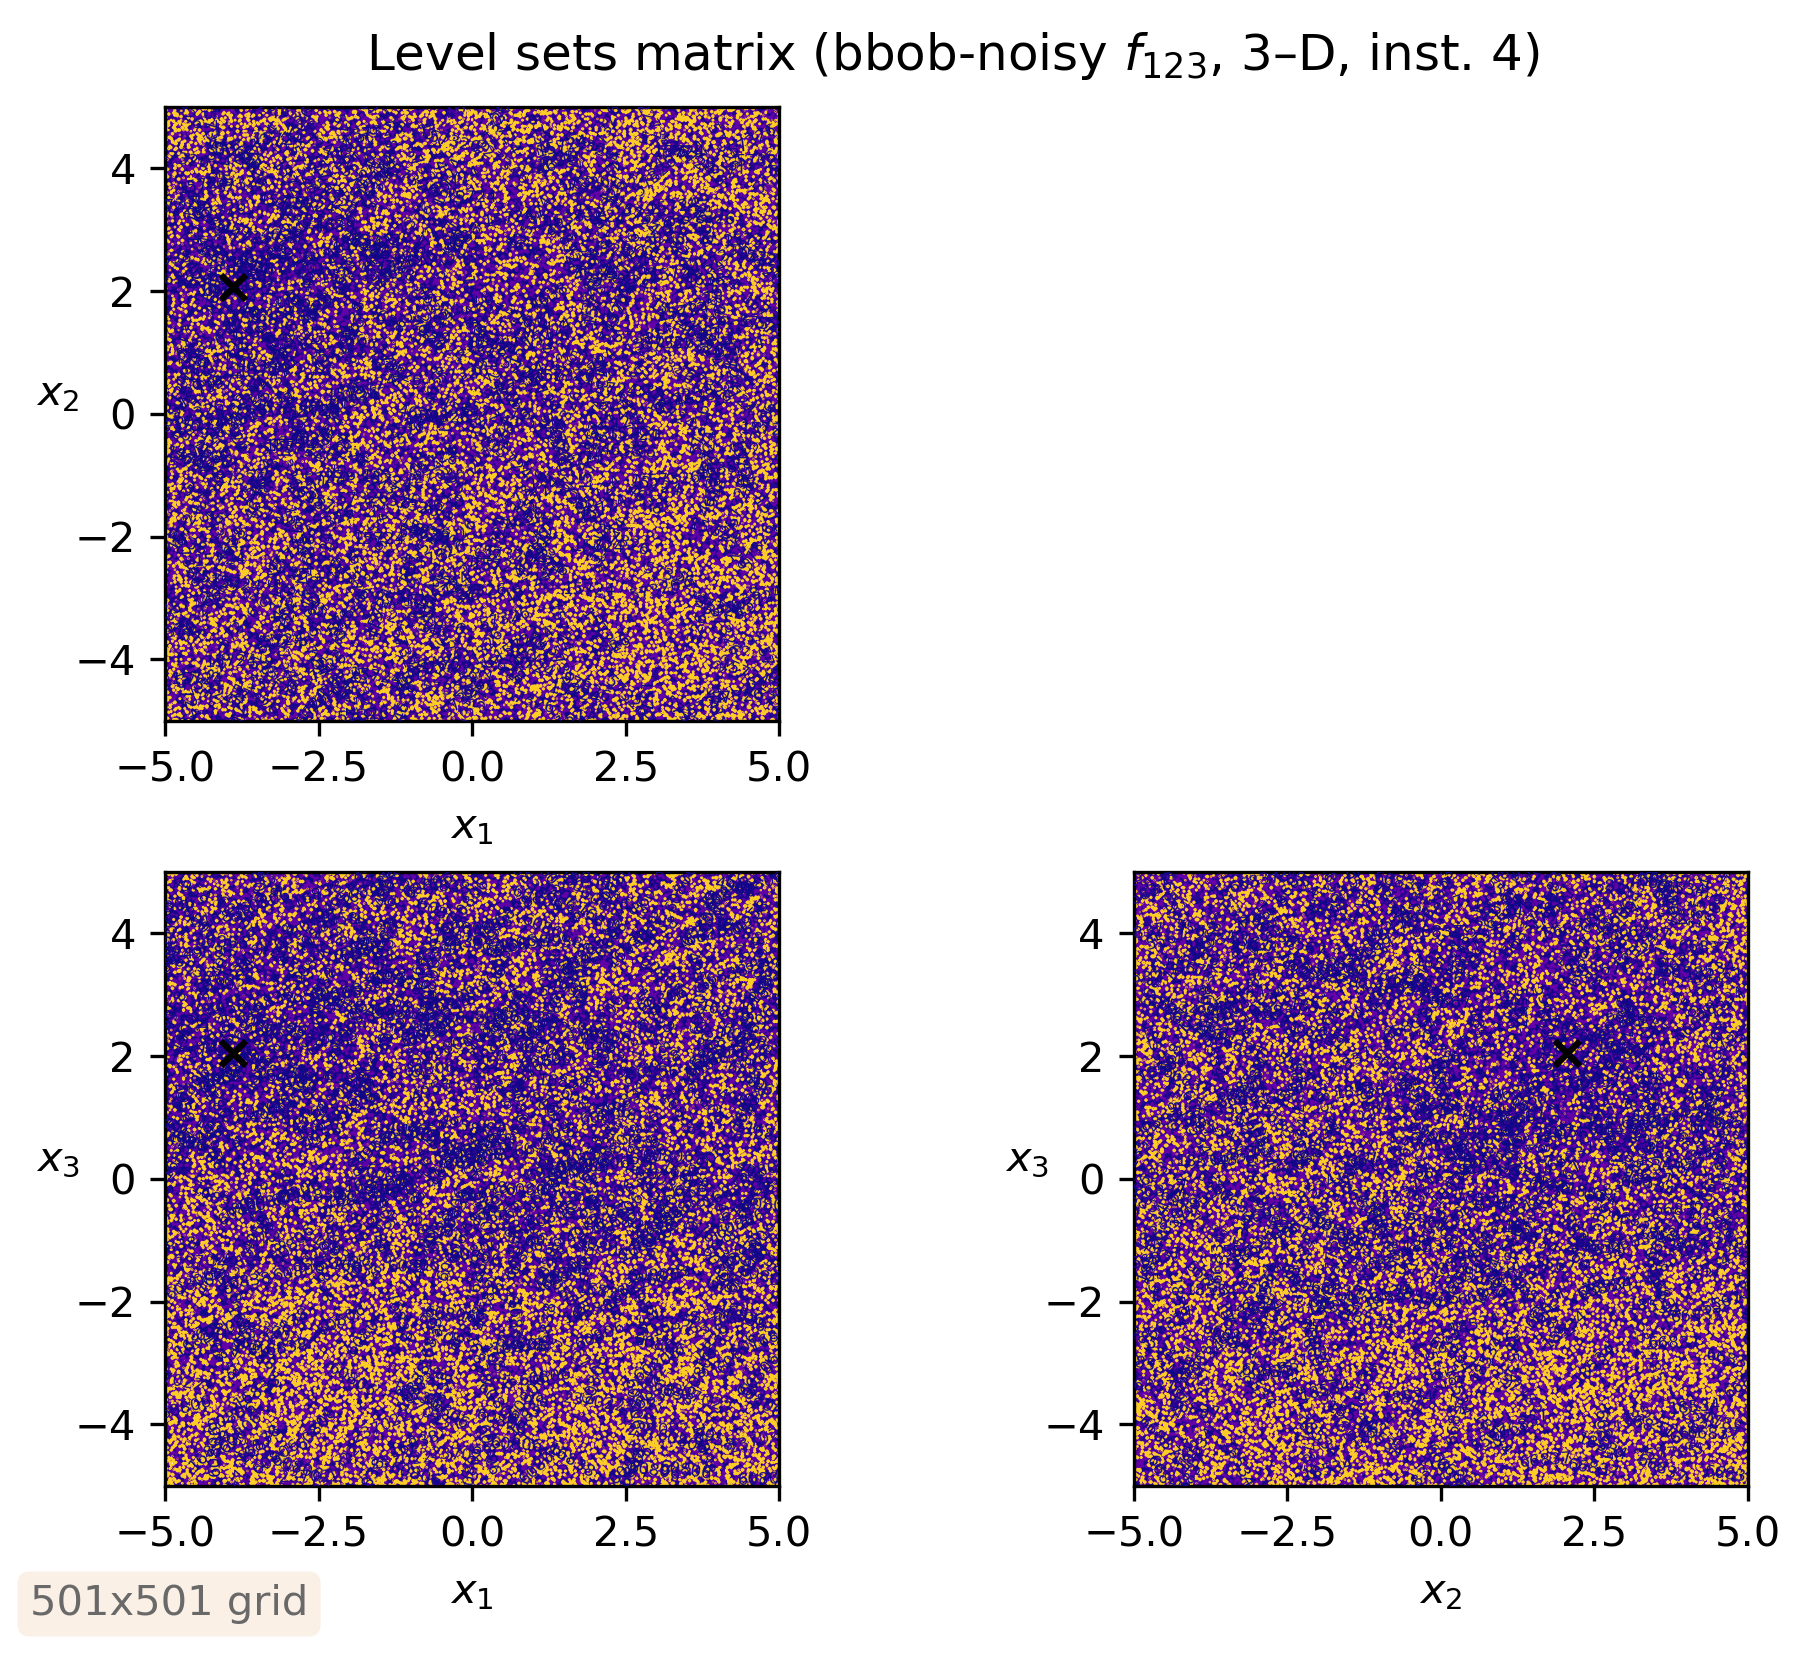 Level sets matrix (bbob-noisy f123, 3–D, inst. 4)
4
2
x2 0
−2
−4
−5.0 −2.5 0.0 2.5 5.0
x1
4 4
2 2
x3 0 x3 0
−2 −2
−4 −4
−5.0 −2.5 0.0 2.5 5.0 −5.0 −2.5 0.0 2.5 5.0
x1 x2
501x501 grid